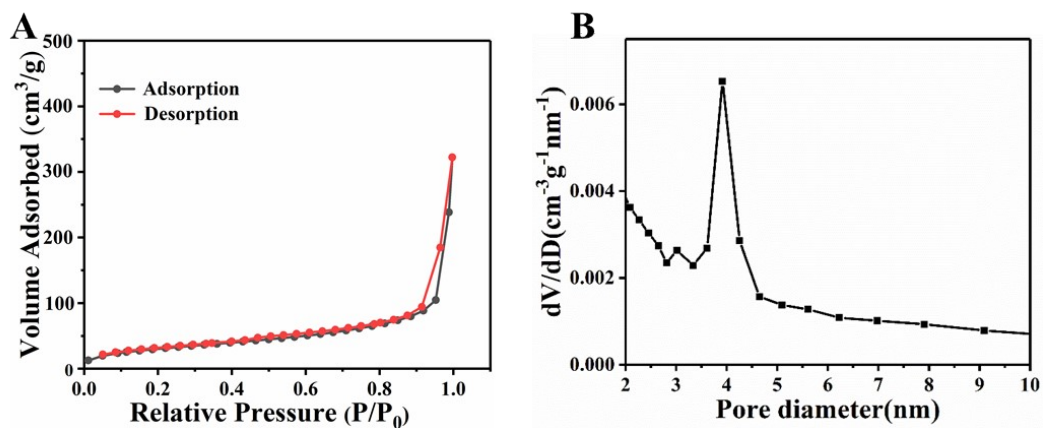 A
Volume Adsorbed (cm³/g)
500
400
300
200
100
0
Adsorption
Desorption
0.0 0.2 0.4 0.6 0.8 1.0
Relative Pressure (P/P₀)
B
dV/dD(cm⁻³g⁻¹nm⁻¹)
0.006
0.004
0.002
0.000
2 3 4 5 6 7 8 9 10
Pore diameter(nm)